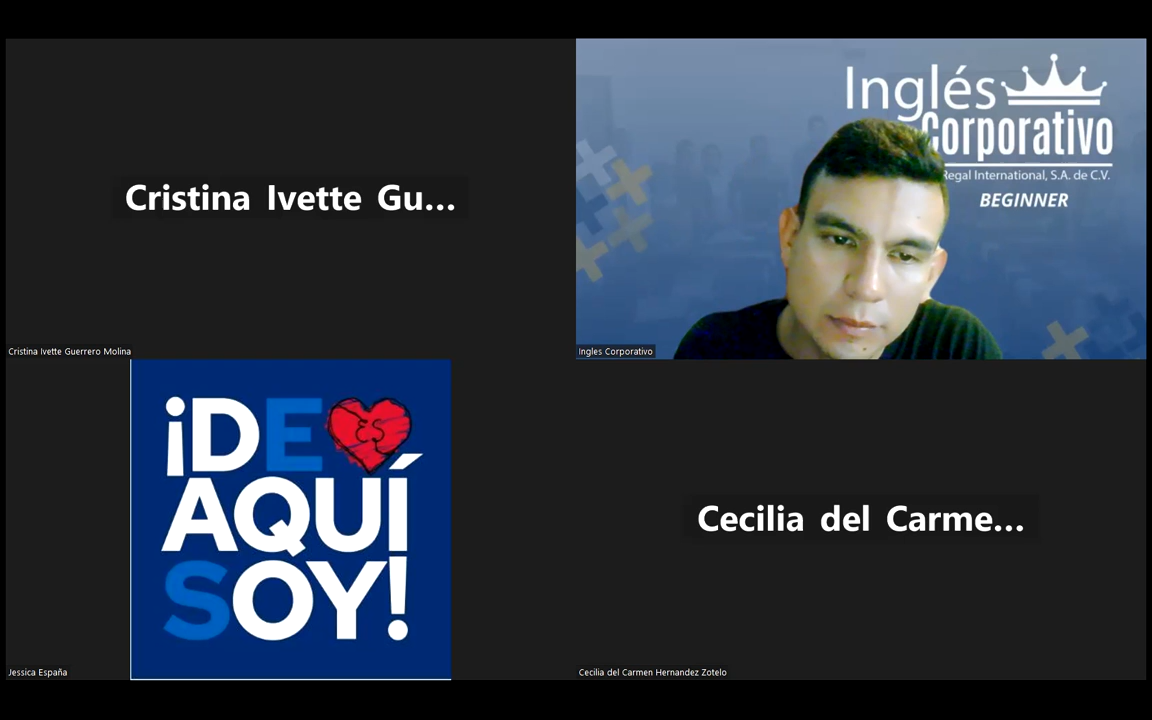 Cristina Ivette Gu...
Cristina Ivette Guerrero Molina
Inglés
Corporativo
Regal International, S.A. de C.V.
BEGINNER
Ingles Corporativo
¡DE
AQUÍ
SOY!
Jessica España
Cecilia del Carme...
Cecilia del Carmen Hernandez Zotelo